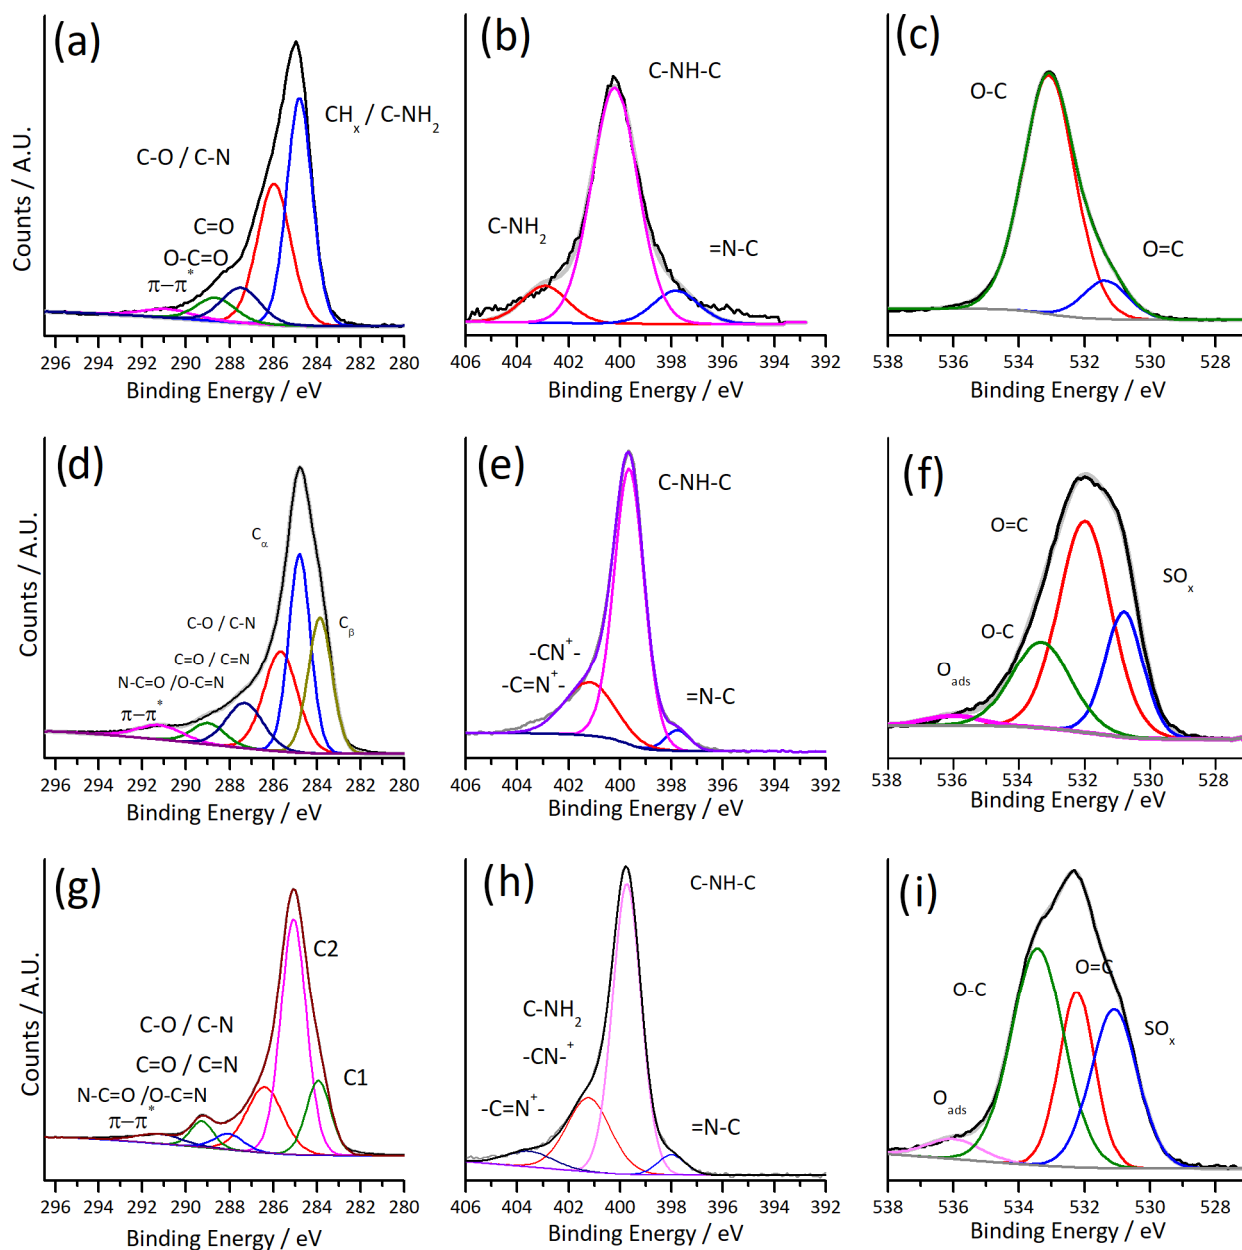 (a)
CHx / C-NH2
C-O / C-N
C=O
O-C=O
π−π*
Counts / A.U.
296 294 292 290 288 286 284 282 280
Binding Energy / eV
(b)
C-NH-C
C-NH2
=N-C
406 404 402 400 398 396 394 392
Binding Energy / eV
(c)
O-C
O=C
538 536 534 532 530 528
Binding Energy / eV
(d)
Cα
C-O / C-N
Cβ
C=O / C=N
N-C=O /O-C=N
π−π*
Counts / A.U.
296 294 292 290 288 286 284 282 280
Binding Energy / eV
(e)
C-NH-C
-CN+-
-C=N+-
=N-C
406 404 402 400 398 396 394 392
Binding Energy / eV
(f)
O=C
SOx
O-C
Oads
538 536 534 532 530 528
Binding Energy / eV
(g)
C2
C-O / C-N
C=O / C=N
C1
N-C=O /O-C=N
π−π*
Counts / A.U.
296 294 292 290 288 286 284 282 280
Binding Energy / eV
(h)
C-NH-C
C-NH2
-CN-+
-C=N+-
=N-C
406 404 402 400 398 396 394 392
Binding Energy / eV
(i)
O=C
O-C
SOx
Oads
538 536 534 532 530 528
Binding Energy / eV